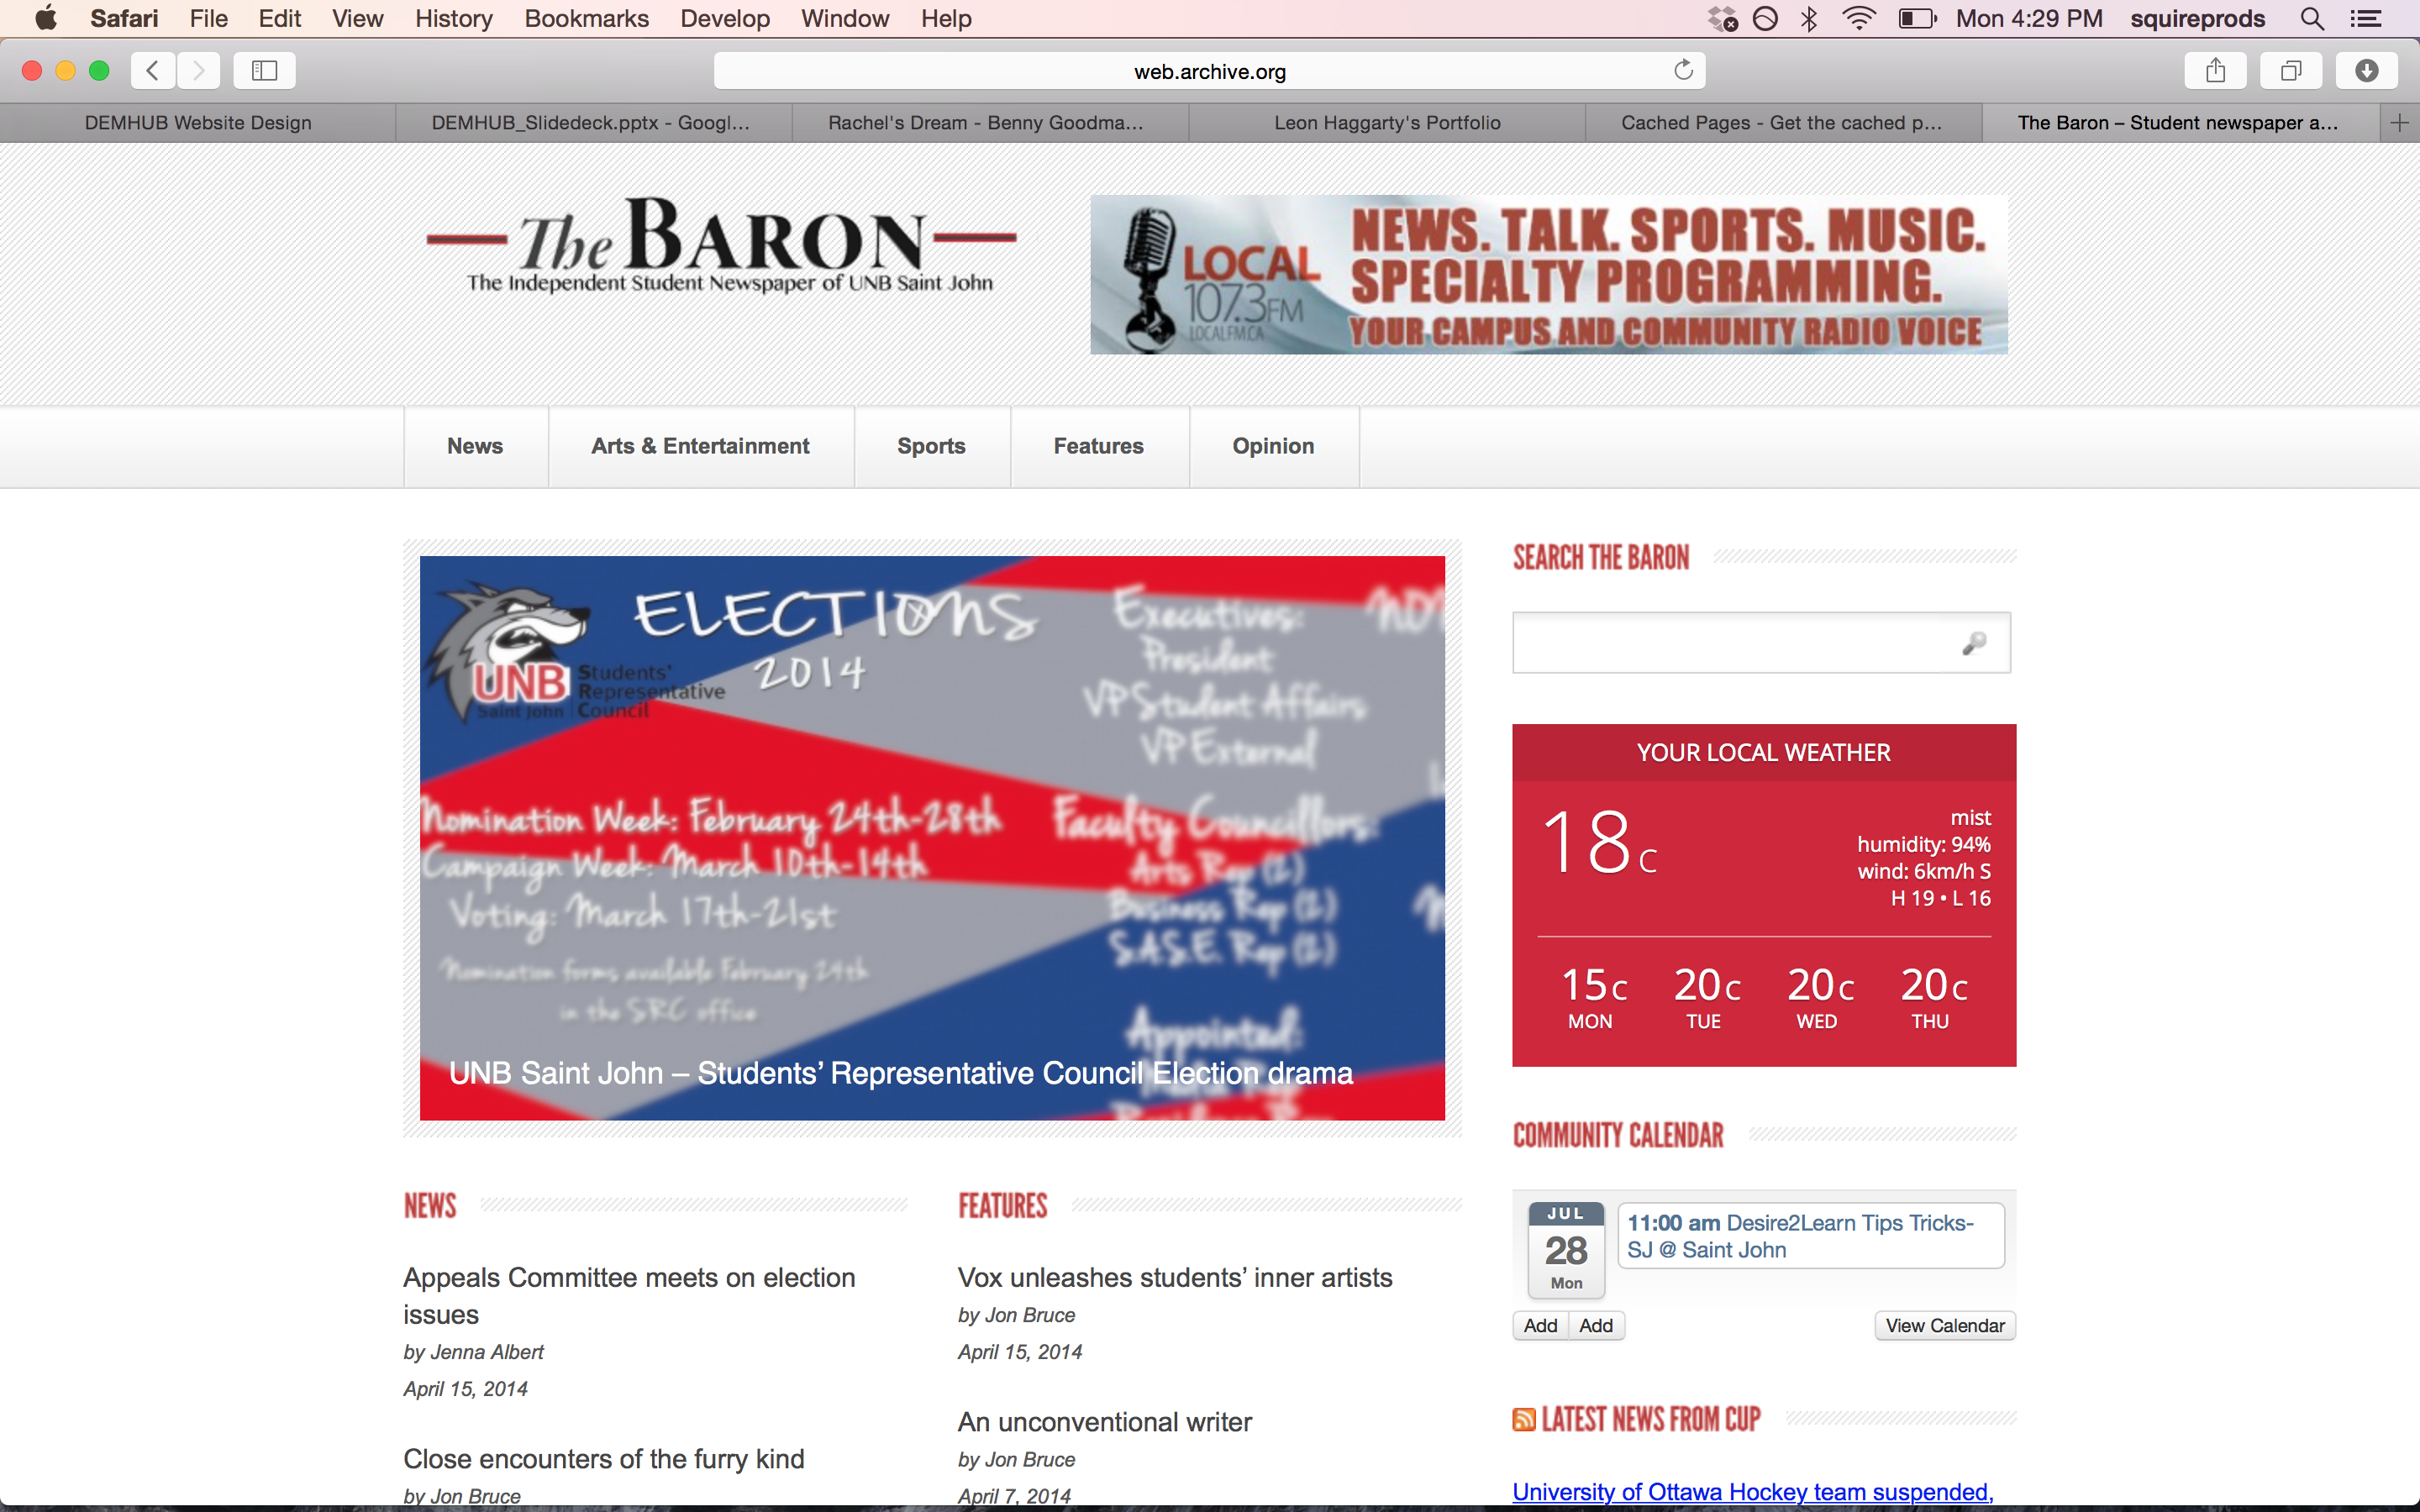 Safari File Edit View History Bookmarks Develop Window Help Mon 4:29 PM squireprods
web.archive.org
DEMHUB Website Design
DEMHUB_Slidedeck.pptx - Googl...
Rachel's Dream - Benny Goodma...
Leon Haggarty's Portfolio
Cached Pages - Get the cached p...
The Baron – Student newspaper a...
The BARON
The Independent Student Newspaper of UNB Saint John
LOCAL
107.3FM
LOCALFM.CA
NEWS. TALK. SPORTS. MUSIC.
SPECIALTY PROGRAMMING.
YOUR CAMPUS AND COMMUNITY RADIO VOICE
News
Arts & Entertainment
Sports
Features
Opinion
ELECTIONS
2014
UNB
Saint John
Students'
Representative
Council
Nomination Week: February 24th-28th
Campaign Week: March 10th-14th
Voting: March 17th-21st
Nomination forms available February 24th
in the SRC office
Executives:
President
VP Student Affairs
VP External
Faculty Councillors:
Arts Rep (2)
Business Rep (2)
S.A.S.E. Rep (2)
Appointed:
UNB Saint John – Students’ Representative Council Election drama
SEARCH THE BARON
YOUR LOCAL WEATHER
18 C
mist
humidity: 94%
wind: 6km/h S
H 19 • L 16
15 C 20 C 20 C 20 C
MON TUE WED THU
COMMUNITY CALENDAR
JUL
28
Mon
11:00 am Desire2Learn Tips Tricks-
SJ @ Saint John
Add Add View Calendar
NEWS
Appeals Committee meets on election
issues
by Jenna Albert
April 15, 2014
Close encounters of the furry kind
by Jon Bruce
FEATURES
Vox unleashes students’ inner artists
by Jon Bruce
April 15, 2014
An unconventional writer
by Jon Bruce
April 7, 2014
LATEST NEWS FROM CUP
University of Ottawa Hockey team suspended,